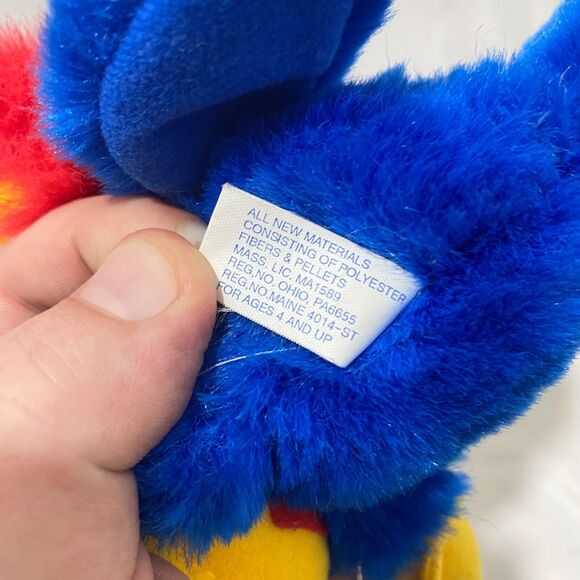 ALL NEW MATERIALS
CONSISTING OF POLYESTER
FIBERS & PELLETS
MASS. LIC. MA1589
REG.NO. OHIO, PA6655
REG.NO.MAINE 4014-ST
FOR AGES 4 AND UP